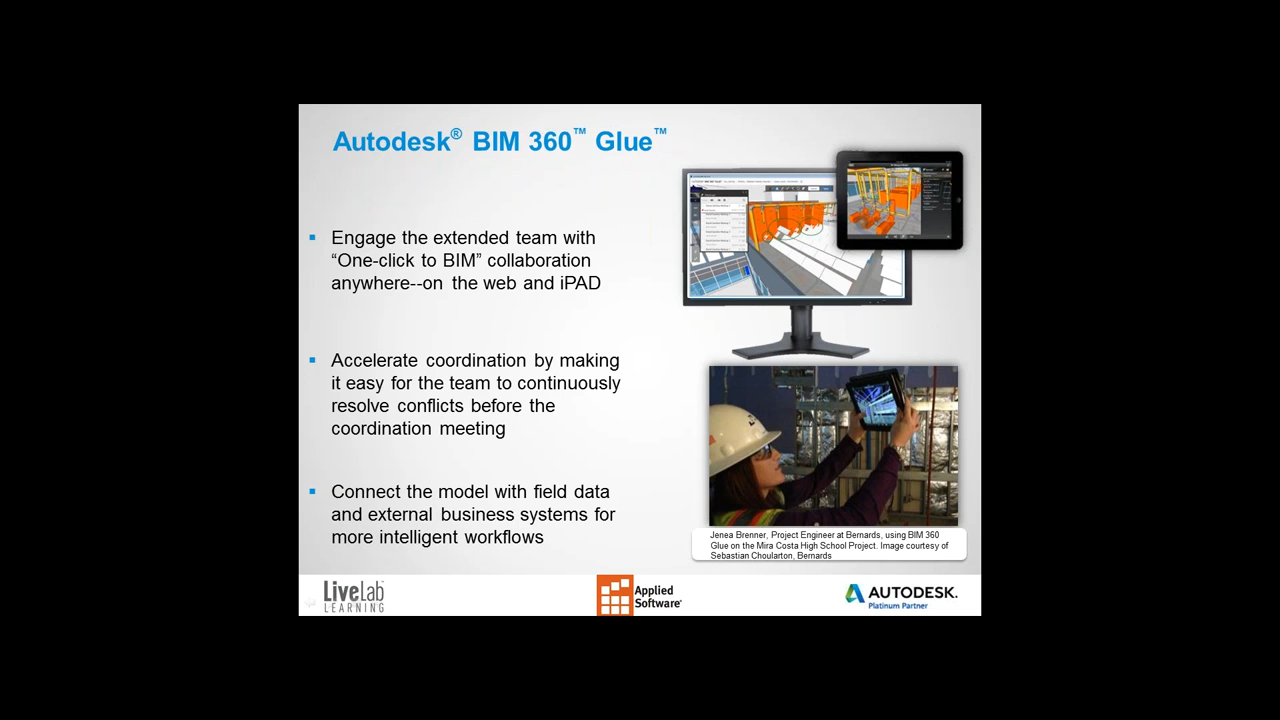 Autodesk® BIM 360™ Glue™
▪ Engage the extended team with
“One-click to BIM” collaboration
anywhere--on the web and iPAD
▪ Accelerate coordination by making
it easy for the team to continuously
resolve conflicts before the
coordination meeting
▪ Connect the model with field data
and external business systems for
more intelligent workflows
Jenea Brenner, Project Engineer at Bernards, using BIM 360
Glue on the Mira Costa High School Project. Image courtesy of
Sebastian Choularton, Bernards
LiveLab
LEARNING
Applied
Software
AUTODESK.
Platinum Partner